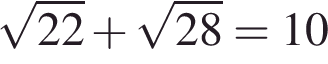 √22 + √28 = 10